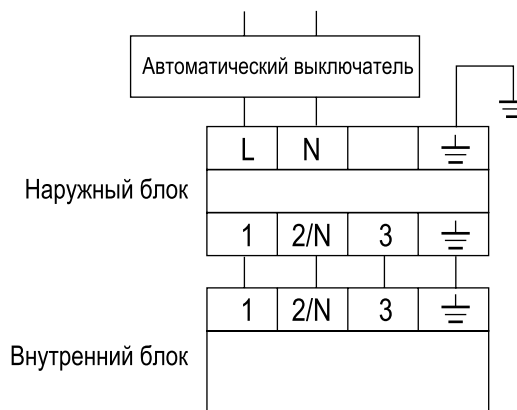 Автоматический выключатель
L N
Наружный блок
1 2/N 3
1 2/N 3
Внутренний блок